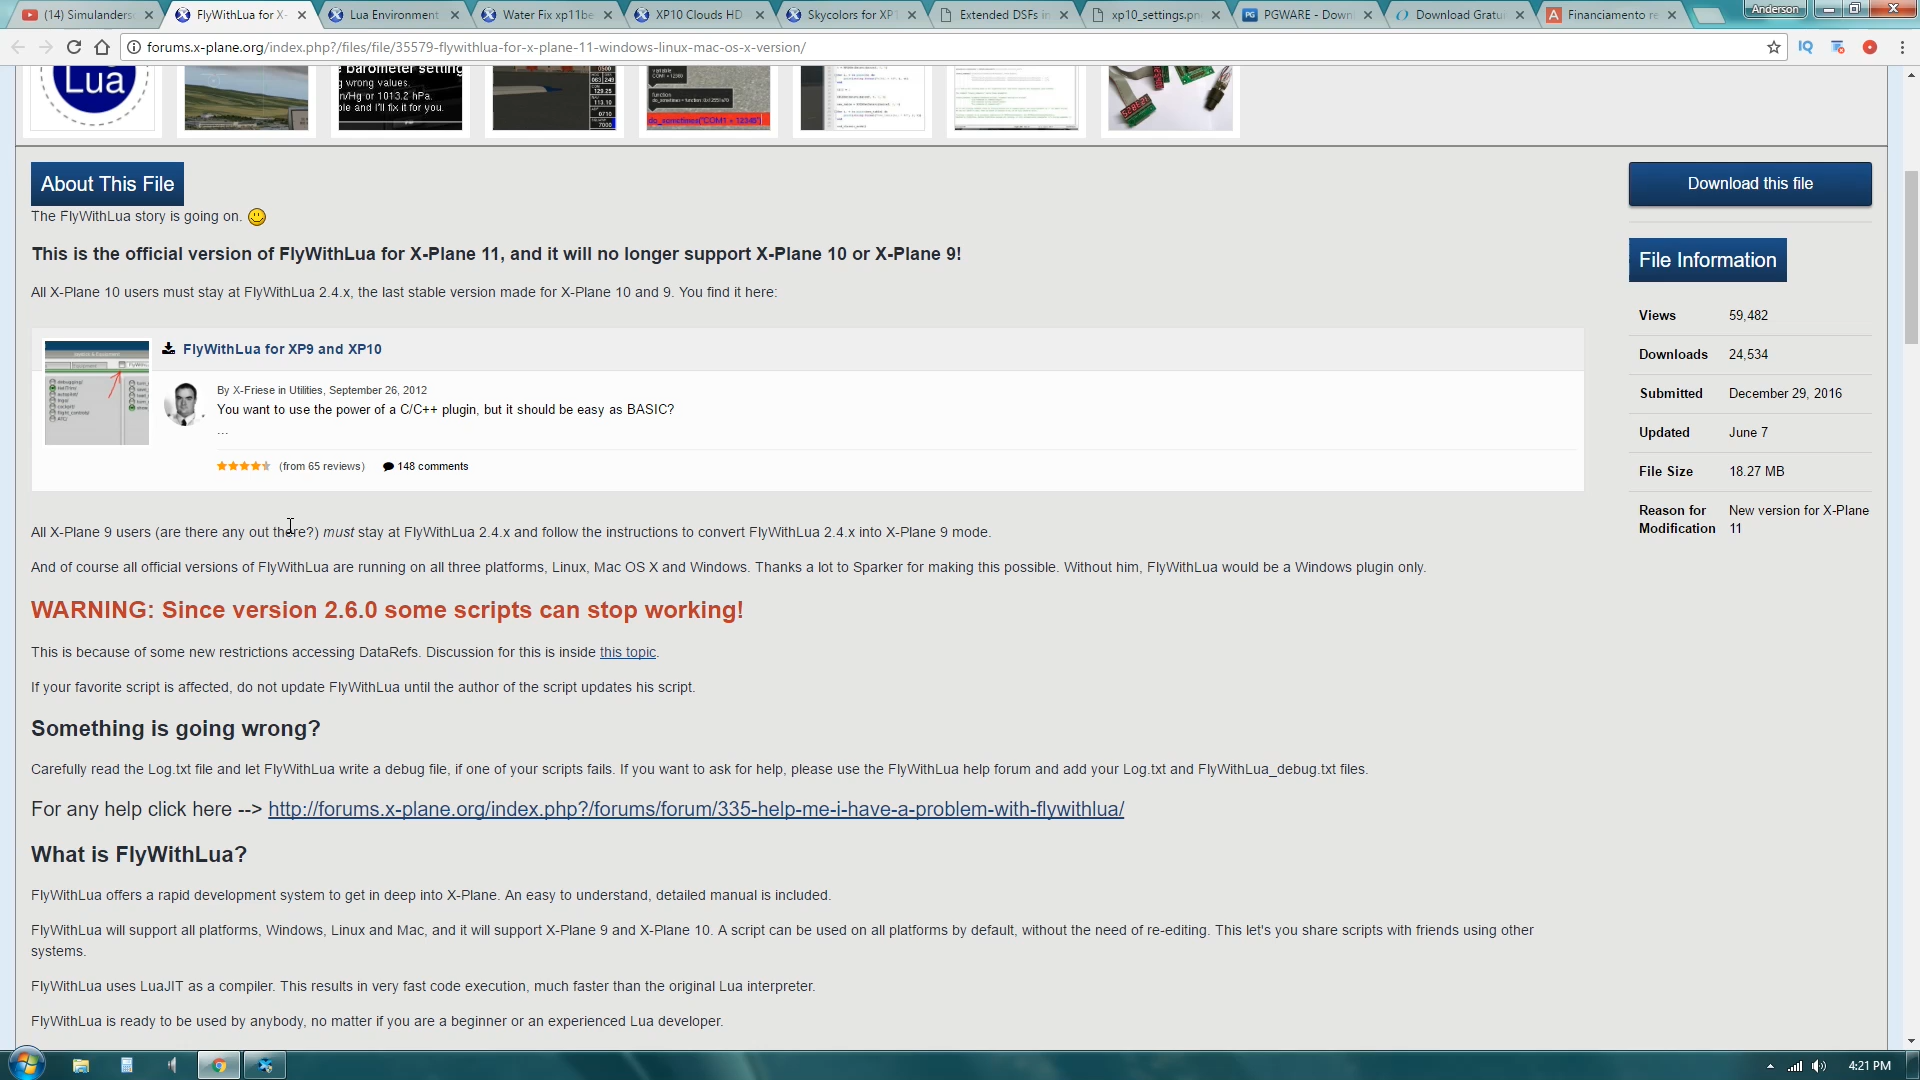 (14) Simulanders
FlyWithLua for X-
Lua Environment
Water Fix xp11be
XP10 Clouds HD
Skycolors for XP1
Extended DSFs in
xp10_settings.pn
PGWARE - Down
Download Gratui
Financiamento re
Anderson
forums.x-plane.org/index.php?/files/file/35579-flywithlua-for-x-plane-11-windows-linux-mac-os-x-version/
Lua
barometer setting
wrong values.
/Hg or 1013.2 hPa.
and I'll fix it for you.
function
do_sometimes("COM1 + 12345")
About This File
The FlyWithLua story is going on.
This is the official version of FlyWithLua for X-Plane 11, and it will no longer support X-Plane 10 or X-Plane 9!
All X-Plane 10 users must stay at FlyWithLua 2.4.x, the last stable version made for X-Plane 10 and 9. You find it here:
FlyWithLua for XP9 and XP10
By X-Friese in Utilities, September 26, 2012
You want to use the power of a C/C++ plugin, but it should be easy as BASIC?
...
(from 65 reviews) 148 comments
All X-Plane 9 users (are there any out there?) must stay at FlyWithLua 2.4.x and follow the instructions to convert FlyWithLua 2.4.x into X-Plane 9 mode.
And of course all official versions of FlyWithLua are running on all three platforms, Linux, Mac OS X and Windows. Thanks a lot to Sparker for making this possible. Without him, FlyWithLua would be a Windows plugin only.
WARNING: Since version 2.6.0 some scripts can stop working!
This is because of some new restrictions accessing DataRefs. Discussion for this is inside this topic.
If your favorite script is affected, do not update FlyWithLua until the author of the script updates his script.
Something is going wrong?
Carefully read the Log.txt file and let FlyWithLua write a debug file, if one of your scripts fails. If you want to ask for help, please use the FlyWithLua help forum and add your Log.txt and FlyWithLua_debug.txt files.
For any help click here --> http://forums.x-plane.org/index.php?/forums/forum/335-help-me-i-have-a-problem-with-flywithlua/
What is FlyWithLua?
FlyWithLua offers a rapid development system to get in deep into X-Plane. An easy to understand, detailed manual is included.
FlyWithLua will support all platforms, Windows, Linux and Mac, and it will support X-Plane 9 and X-Plane 10. A script can be used on all platforms by default, without the need of re-editing. This let's you share scripts with friends using other
systems.
FlyWithLua uses LuaJIT as a compiler. This results in very fast code execution, much faster than the original Lua interpreter.
FlyWithLua is ready to be used by anybody, no matter if you are a beginner or an experienced Lua developer.
Download this file
File Information
Views 59,482
Downloads 24,534
Submitted December 29, 2016
Updated June 7
File Size 18.27 MB
Reason for New version for X-Plane
Modification 11
4:21 PM